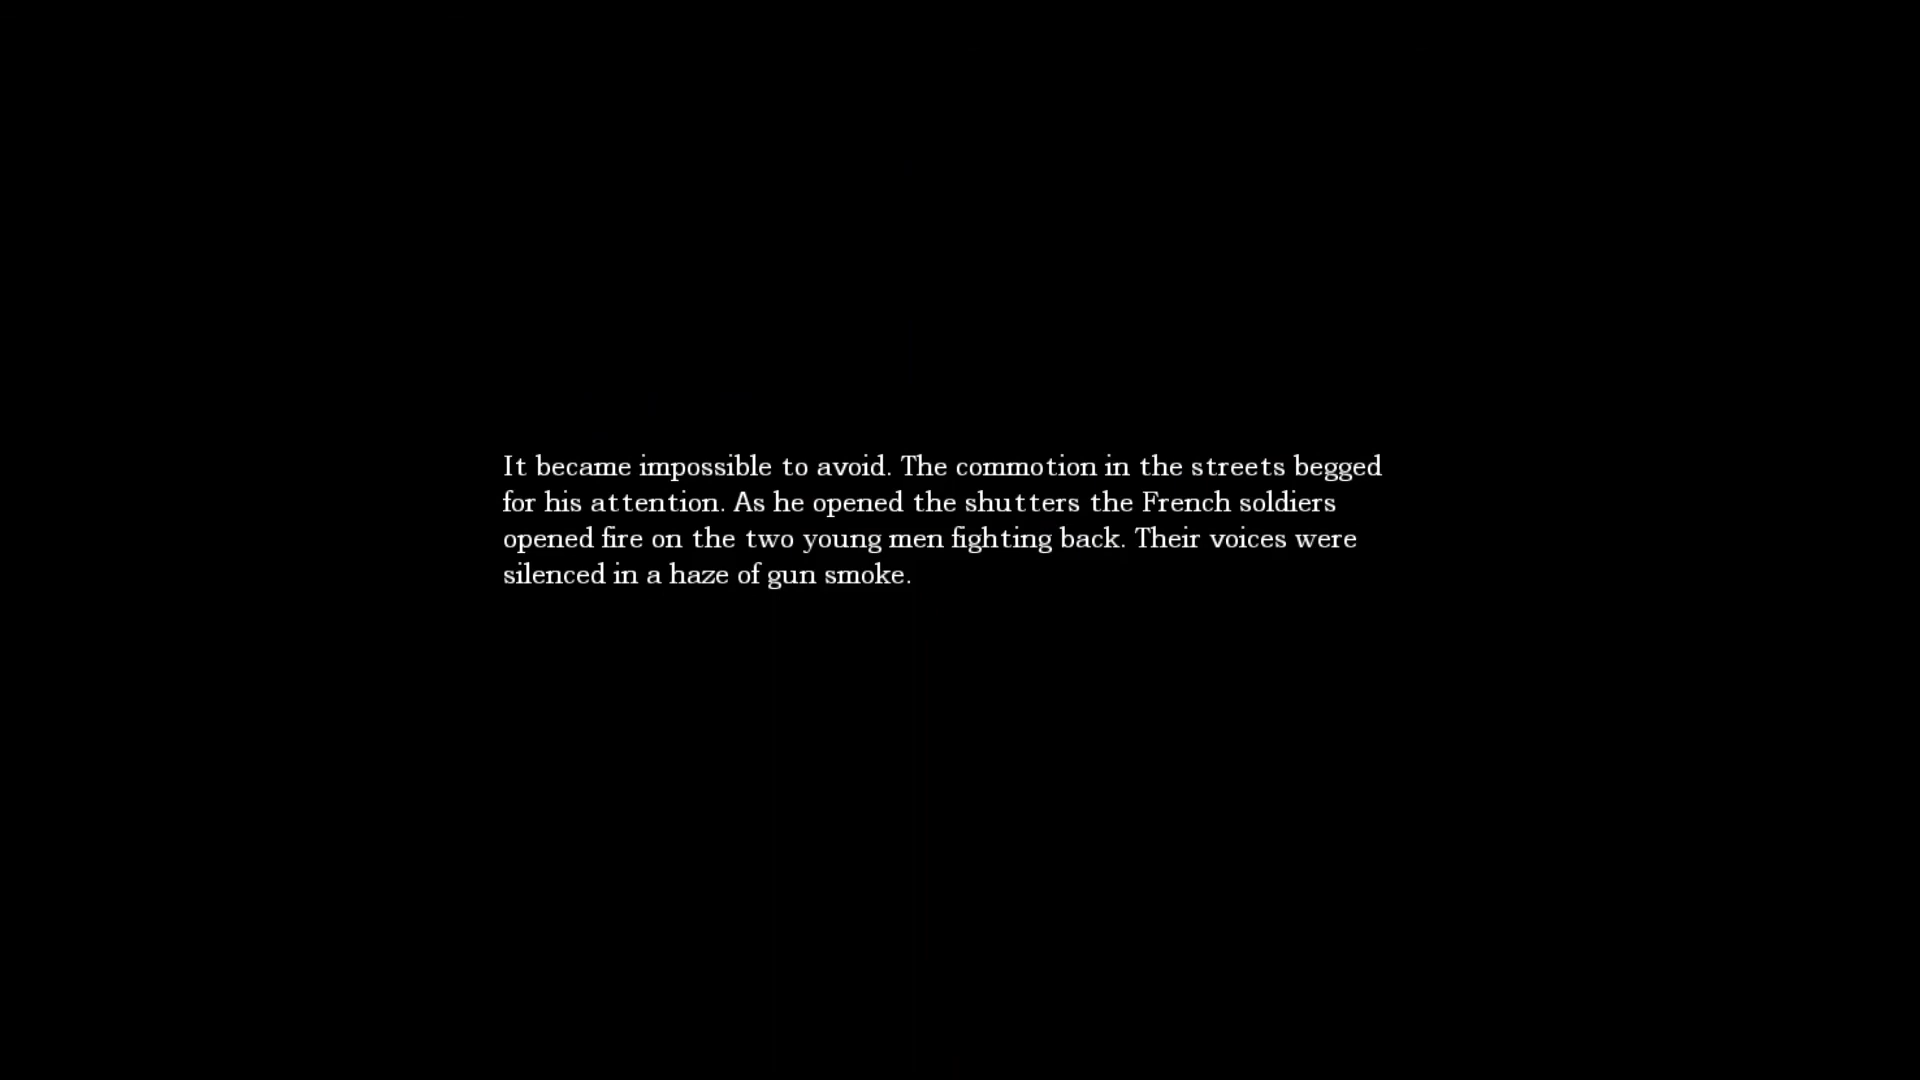 It became impossible to avoid. The commotion in the streets begged
for his attention. As he opened the shutters the French soldiers
opened fire on the two young men fighting back. Their voices were
silenced in a haze of gun smoke.